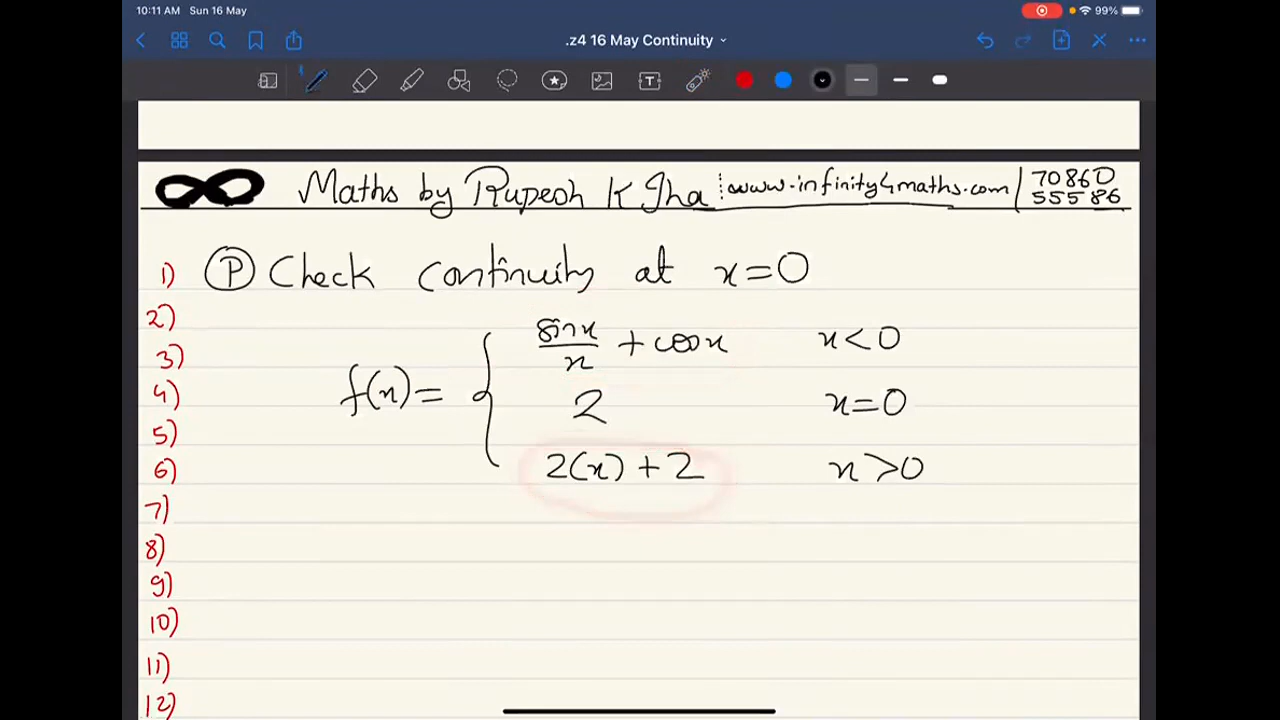 10:11 AM Sun 16 May 99%
.z4 16 May Continuity
Maths by Rupesh K Jha www.infinity4maths.com 70860
55586
1) P Check continuity at x=0
2) sinx/x + cosx x<0
3)
4) f(x)= 2 x=0
5)
6) 2(x)+2 x>0
7)
8)
9)
10)
11)
12)